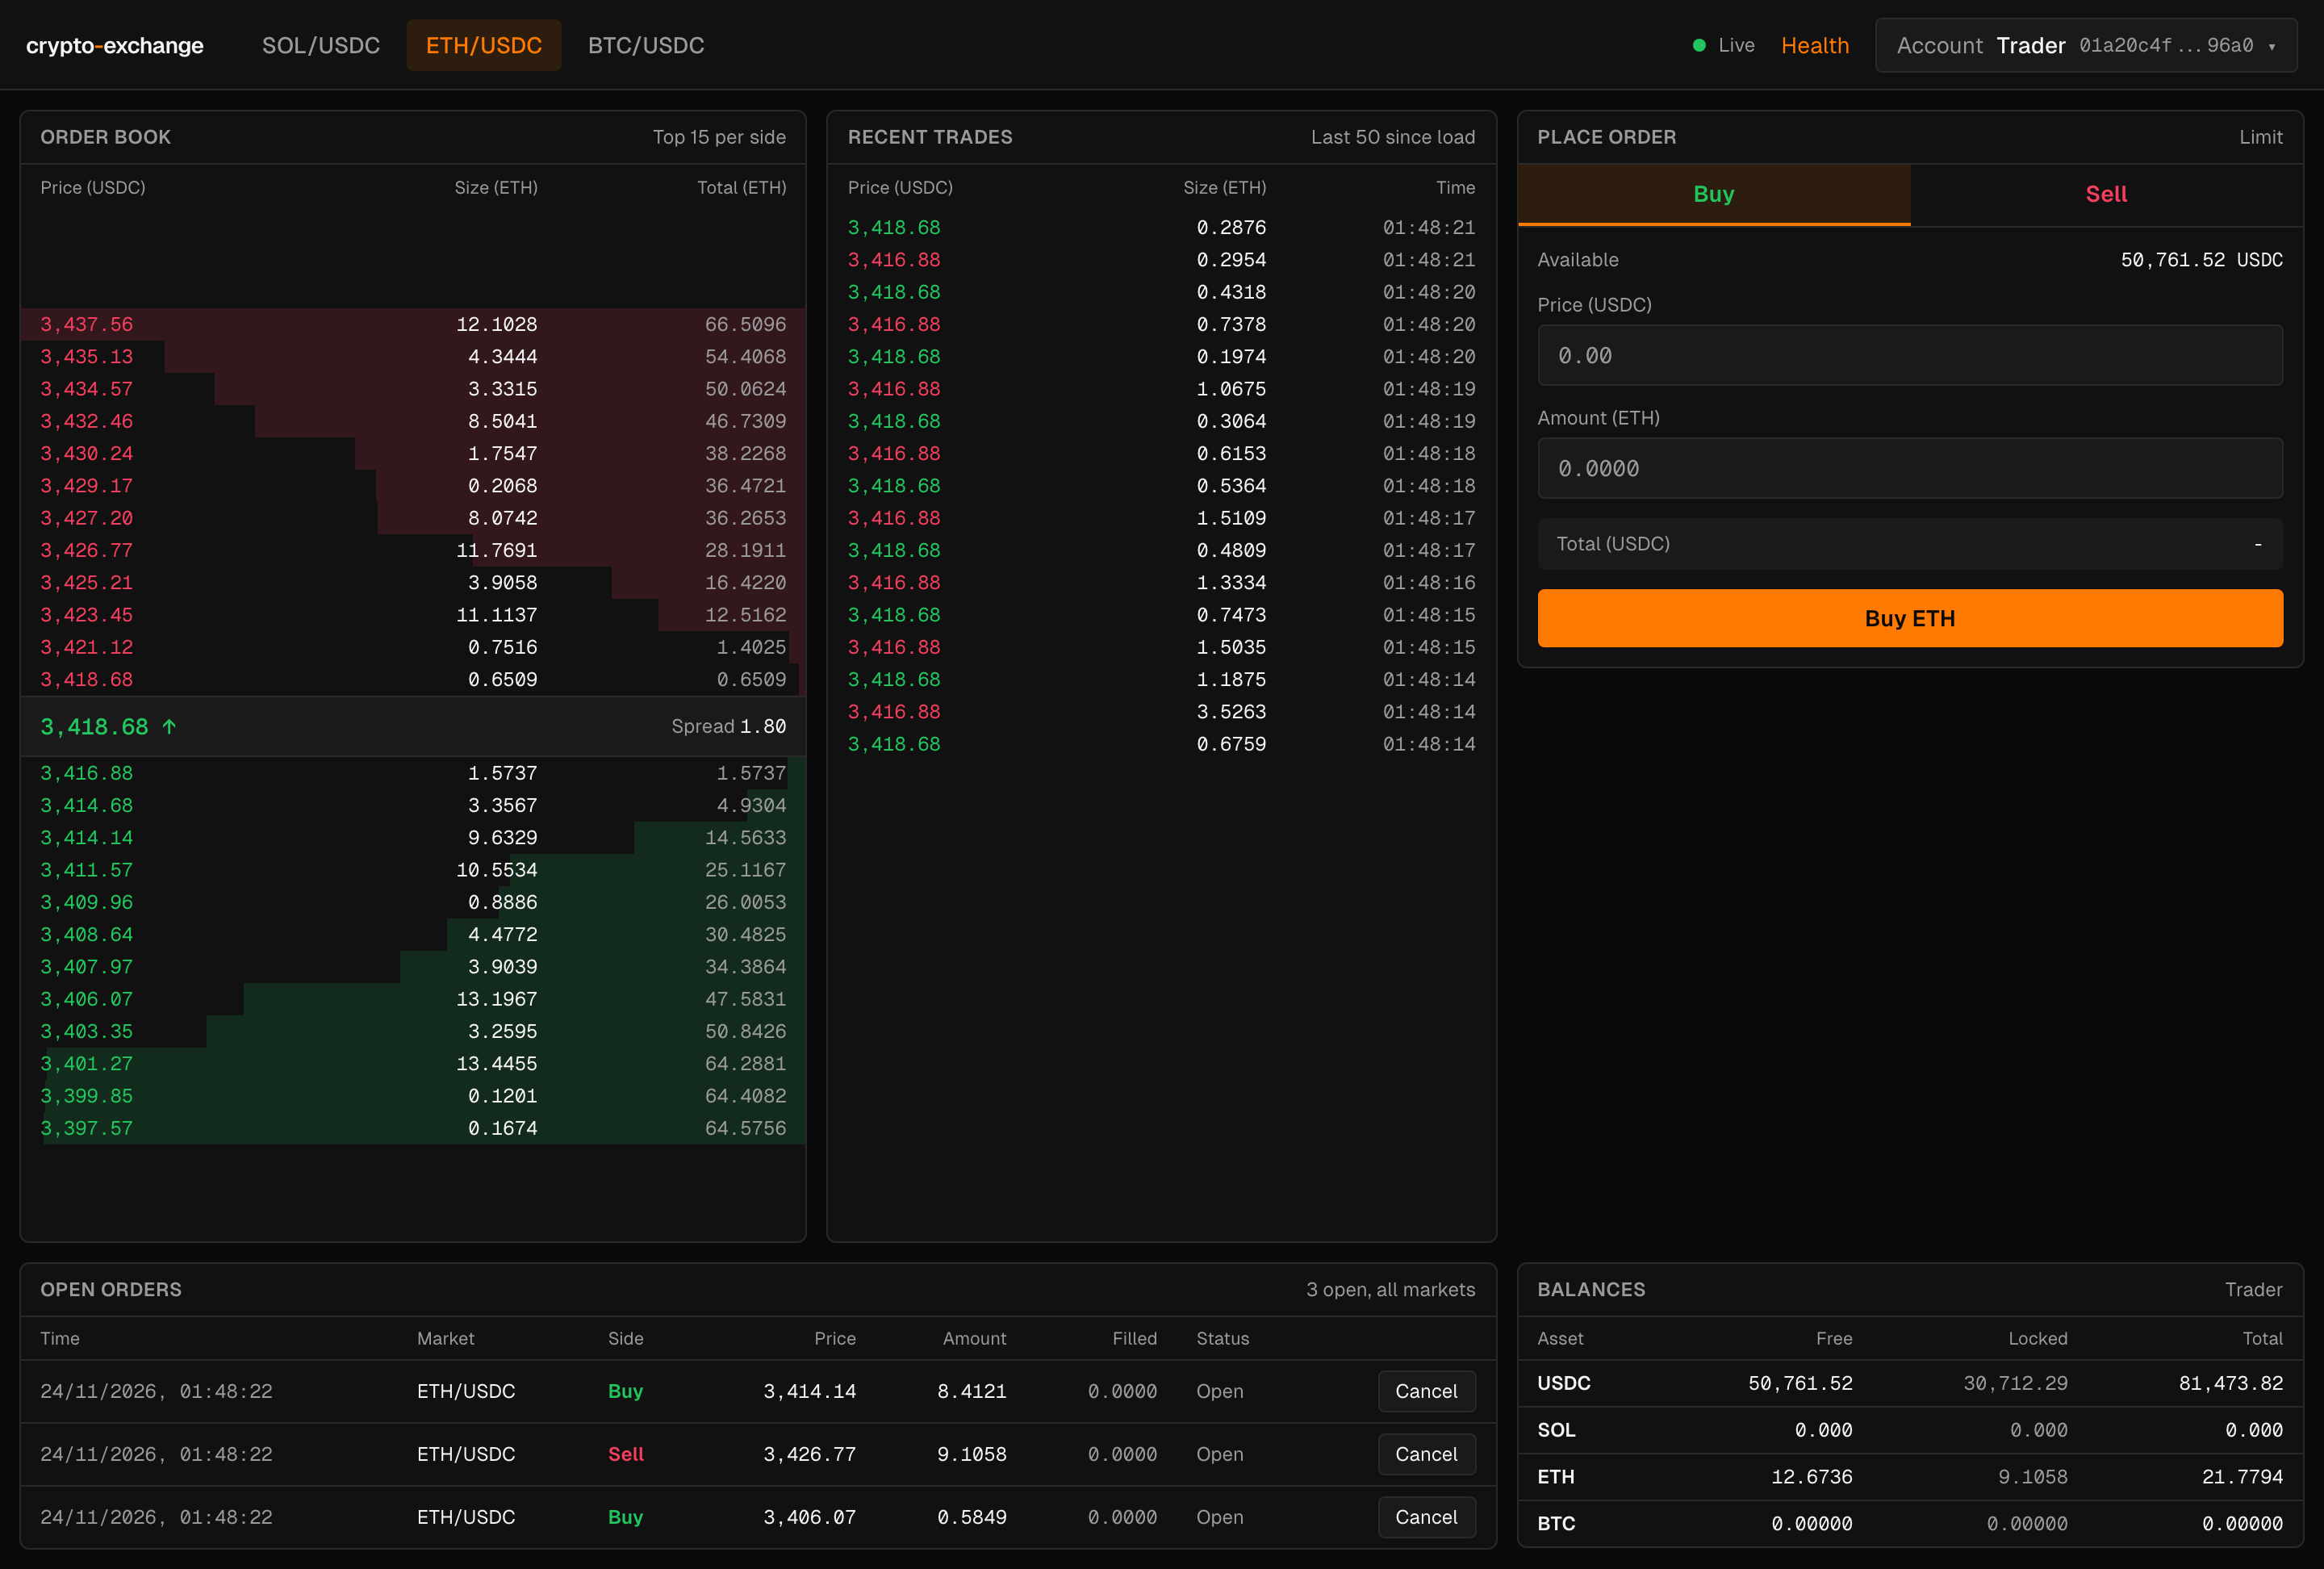 crypto-exchange SOL/USDC ETH/USDC BTC/USDC Live Health Account Trader 01a20c4f...96a0 ▾
ORDER BOOK Top 15 per side
Price (USDC) Size (ETH) Total (ETH)
3,437.56 12.1028 66.5096
3,435.13 4.3444 54.4068
3,434.57 3.3315 50.0624
3,432.46 8.5041 46.7309
3,430.24 1.7547 38.2268
3,429.17 0.2068 36.4721
3,427.20 8.0742 36.2653
3,426.77 11.7691 28.1911
3,425.21 3.9058 16.4220
3,423.45 11.1137 12.5162
3,421.12 0.7516 1.4025
3,418.68 0.6509 0.6509
3,418.68 ↑ Spread 1.80
3,416.88 1.5737 1.5737
3,414.68 3.3567 4.9304
3,414.14 9.6329 14.5633
3,411.57 10.5534 25.1167
3,409.96 0.8886 26.0053
3,408.64 4.4772 30.4825
3,407.97 3.9039 34.3864
3,406.07 13.1967 47.5831
3,403.35 3.2595 50.8426
3,401.27 13.4455 64.2881
3,399.85 0.1201 64.4082
3,397.57 0.1674 64.5756
RECENT TRADES Last 50 since load
Price (USDC) Size (ETH) Time
3,418.68 0.2876 01:48:21
3,416.88 0.2954 01:48:21
3,418.68 0.4318 01:48:20
3,416.88 0.7378 01:48:20
3,418.68 0.1974 01:48:20
3,416.88 1.0675 01:48:19
3,418.68 0.3064 01:48:19
3,416.88 0.6153 01:48:18
3,418.68 0.5364 01:48:18
3,416.88 1.5109 01:48:17
3,418.68 0.4809 01:48:17
3,416.88 1.3334 01:48:16
3,418.68 0.7473 01:48:15
3,416.88 1.5035 01:48:15
3,418.68 1.1875 01:48:14
3,416.88 3.5263 01:48:14
3,418.68 0.6759 01:48:14
PLACE ORDER Limit
Buy Sell
Available 50,761.52 USDC
Price (USDC)
0.00
Amount (ETH)
0.0000
Total (USDC) -
Buy ETH
OPEN ORDERS 3 open, all markets
Time Market Side Price Amount Filled Status
24/11/2026, 01:48:22 ETH/USDC Buy 3,414.14 8.4121 0.0000 Open Cancel
24/11/2026, 01:48:22 ETH/USDC Sell 3,426.77 9.1058 0.0000 Open Cancel
24/11/2026, 01:48:22 ETH/USDC Buy 3,406.07 0.5849 0.0000 Open Cancel
BALANCES Trader
Asset Free Locked Total
USDC 50,761.52 30,712.29 81,473.82
SOL 0.000 0.000 0.000
ETH 12.6736 9.1058 21.7794
BTC 0.00000 0.00000 0.00000